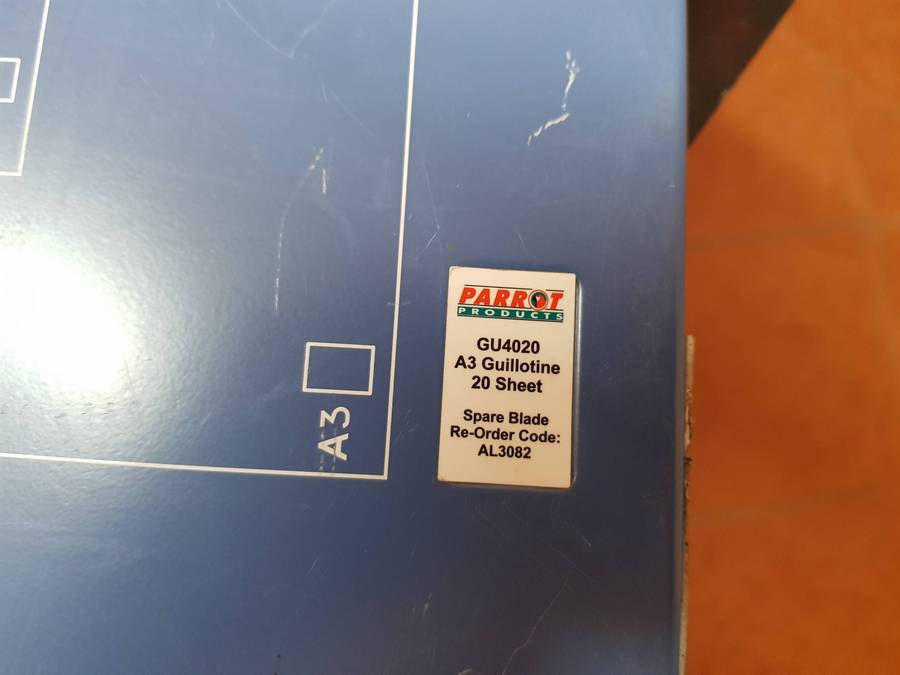 PARROT
PRODUCTS
GU4020
A3 Guillotine
20 Sheet
Spare Blade
Re-Order Code:
AL3082
A3